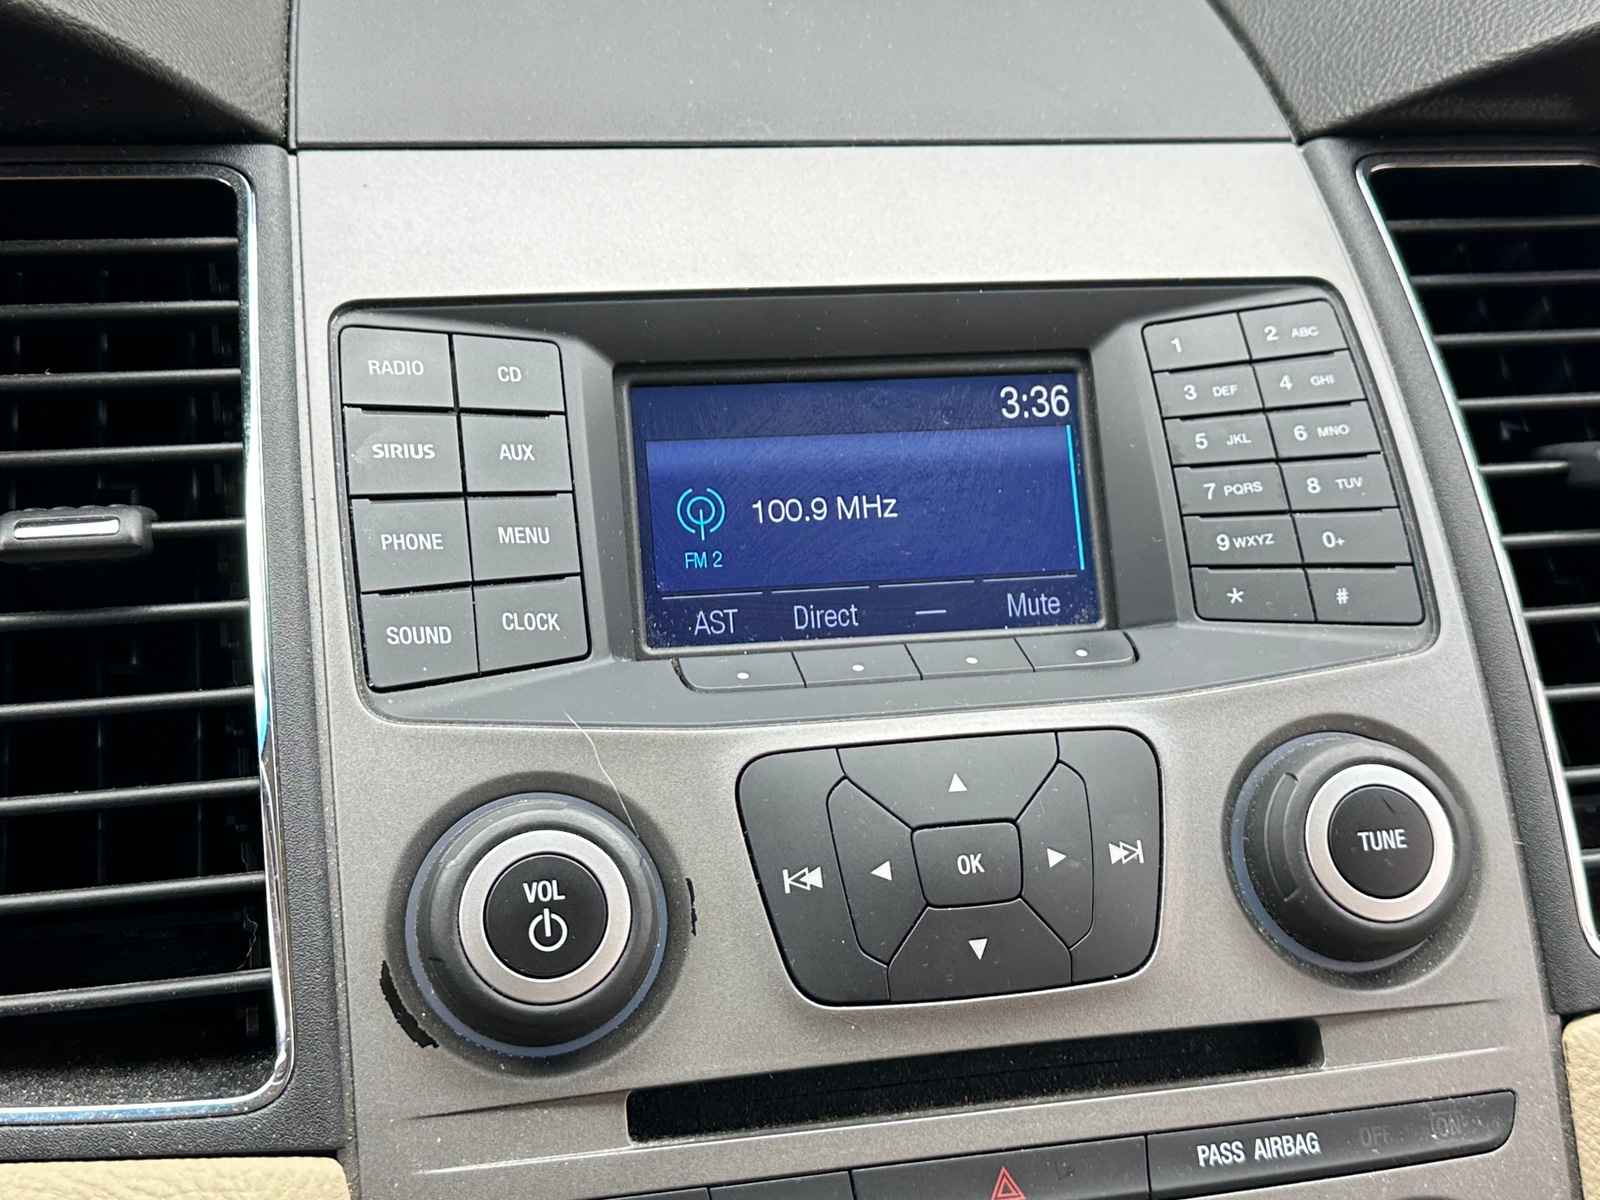 3:36
100.9 MHz
FM 2
AST Direct — Mute
RADIO CD
SIRIUS AUX
PHONE MENU
SOUND CLOCK
1 2 ABC
3 DEF 4 GHI
5 JKL 6 MNO
7 PQRS 8 TUV
9 WXYZ 0+
* #
VOL
OK
TUNE
PASS AIRBAG OFF ON